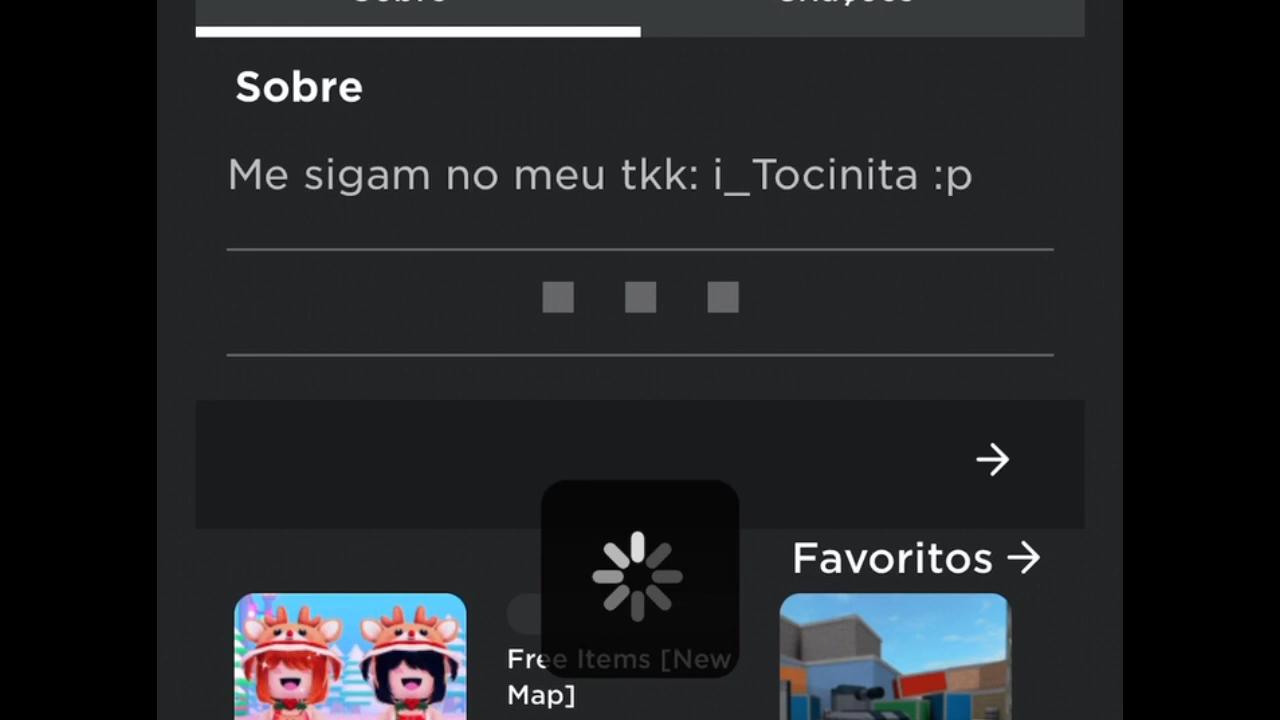 Sobre
Me sigam no meu tkk: i_Tocinita :p
Favoritos
Free Items [New
Map]